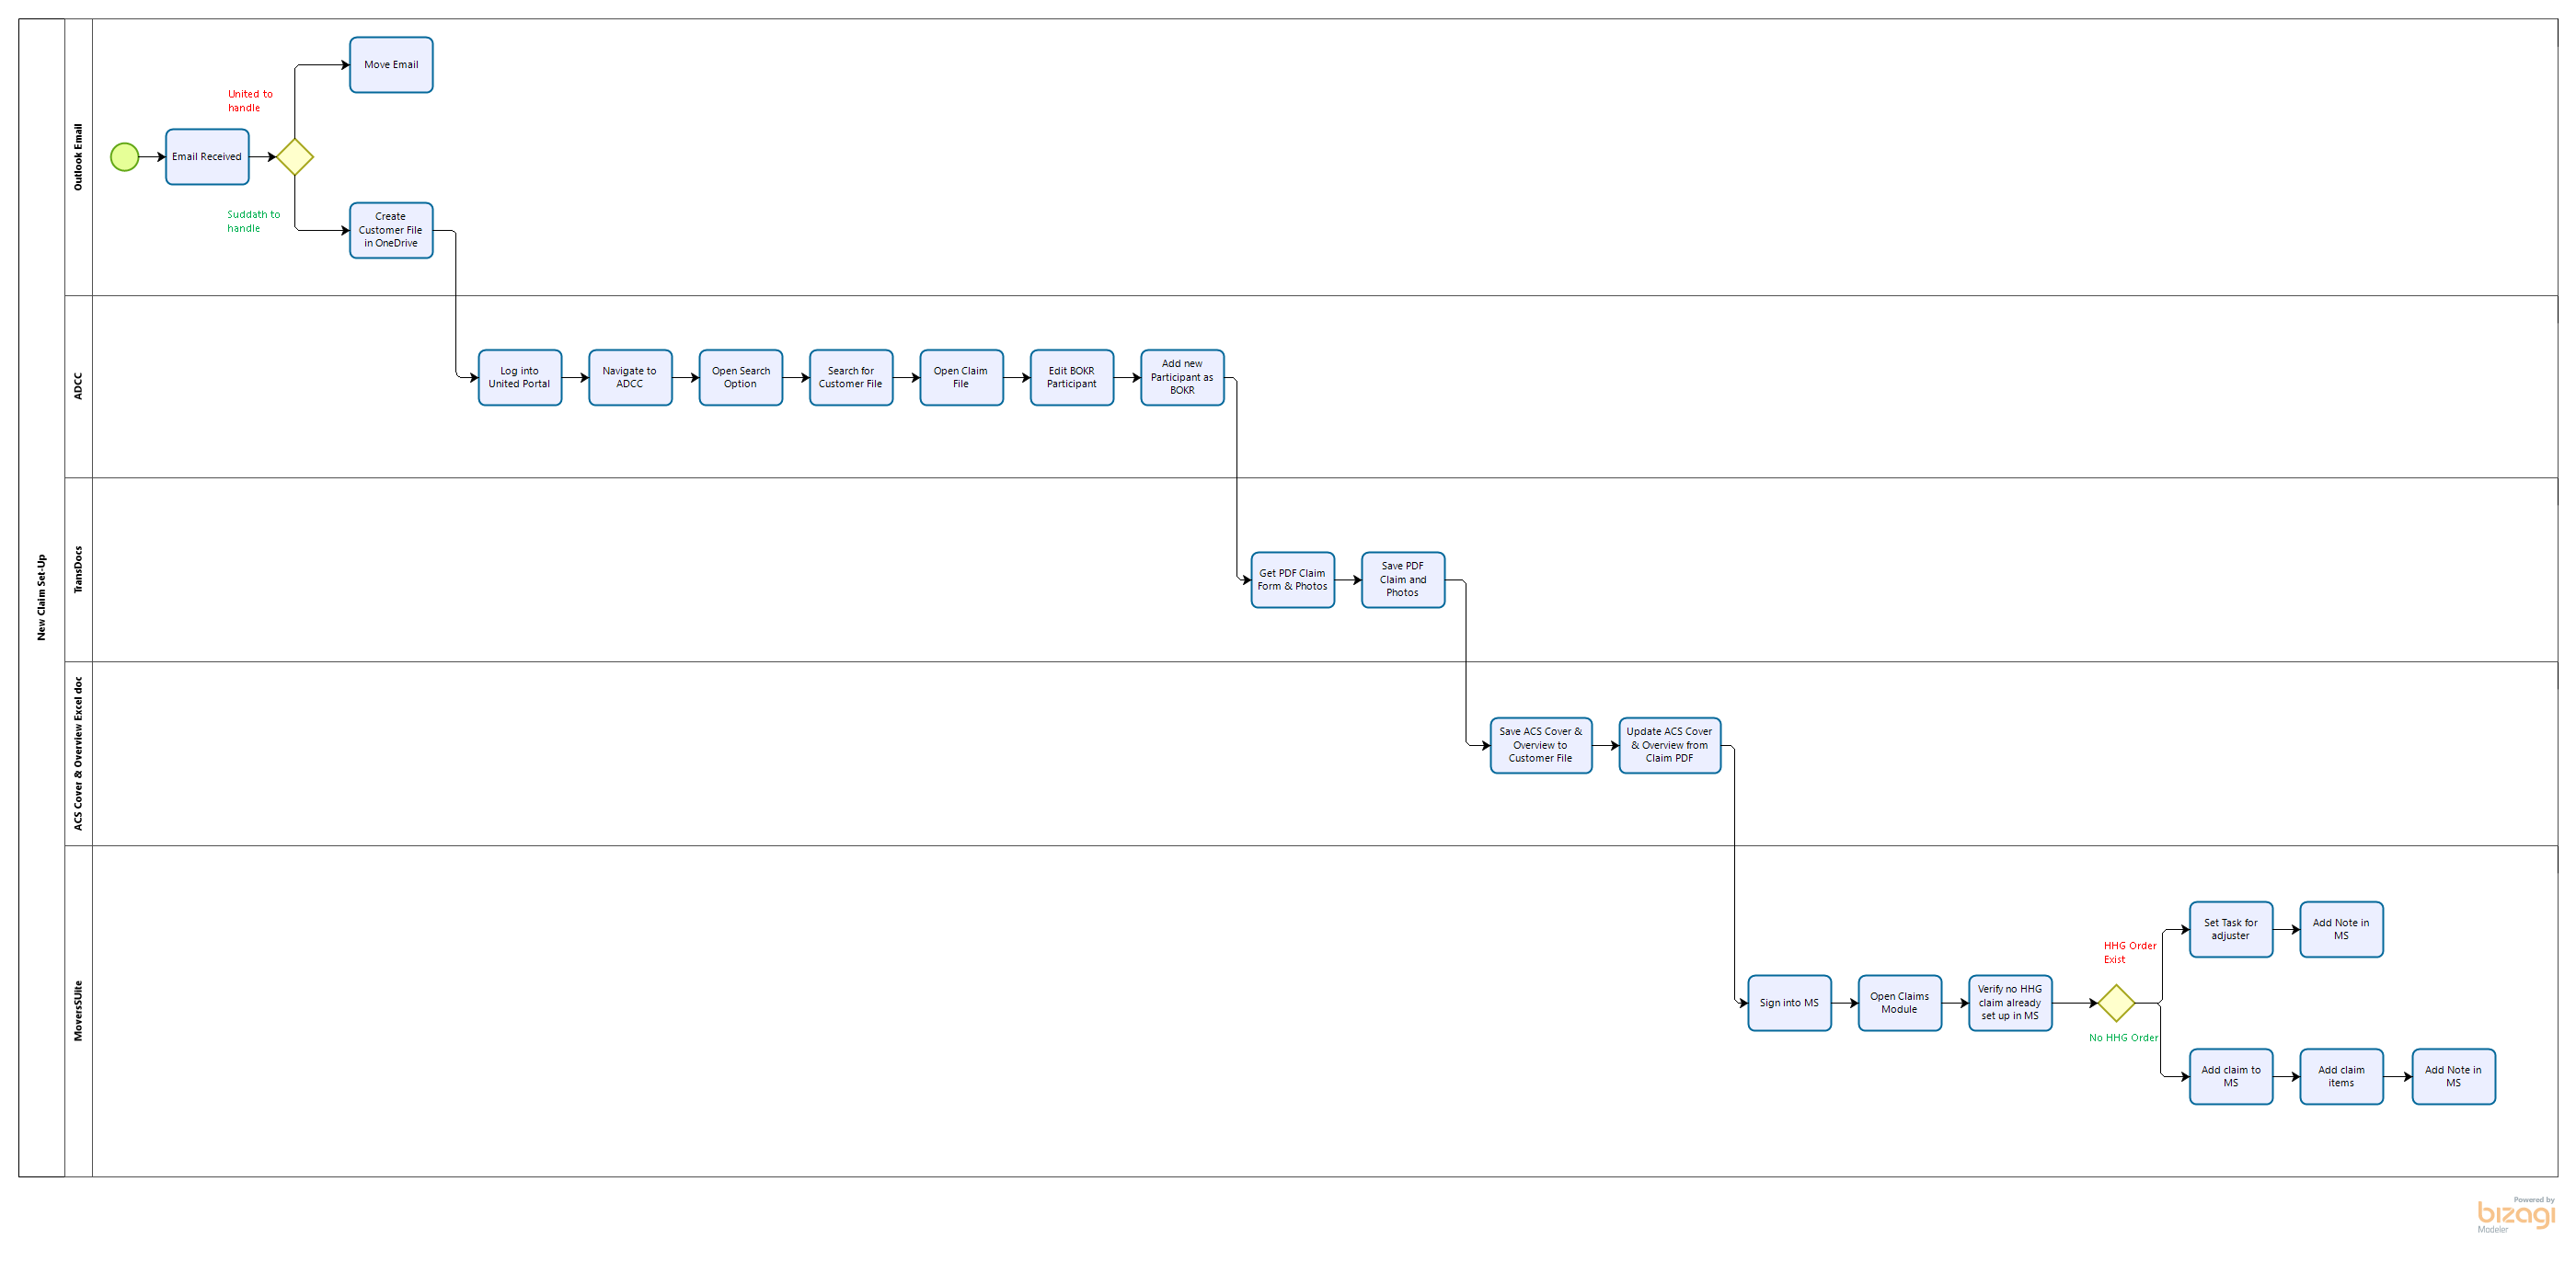 New Claim Set-Up
Outlook Email
Move Email
United to
handle
Email Received
Suddath to
handle
Create
Customer File
in OneDrive
ADCC
Log into
United Portal
Navigate to
ADCC
Open Search
Option
Search for
Customer File
Open Claim
File
Edit BOKR
Participant
Add new
Participant as
BOKR
TransDocs
Get PDF Claim
Form & Photos
Save PDF
Claim and
Photos
ACS Cover & Overview Excel doc
Save ACS Cover &
Overview to
Customer File
Update ACS Cover
& Overview from
Claim PDF
MoversSUite
Sign into MS
Open Claims
Module
Verify no HHG
claim already
set up in MS
HHG Order
Exist
Set Task for
adjuster
Add Note in
MS
No HHG Order
Add claim to
MS
Add claim
items
Add Note in
MS
Powered by
bizagi
Modeler